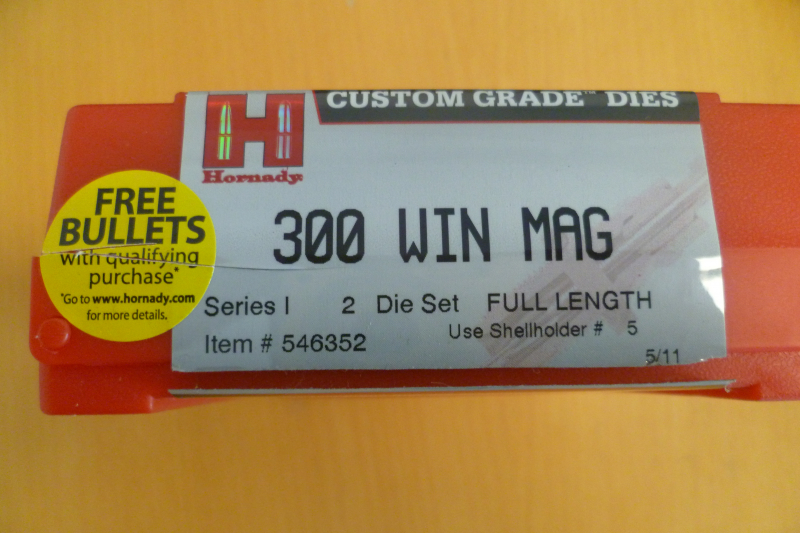 CUSTOM GRADE™ DIES
H
Hornady
FREE
BULLETS
with qualifying
purchase*
*Go to www.hornady.com
for more details.
300 WIN MAG
Series I 2 Die Set FULL LENGTH
Use Shellholder # 5
Item # 546352
5/11